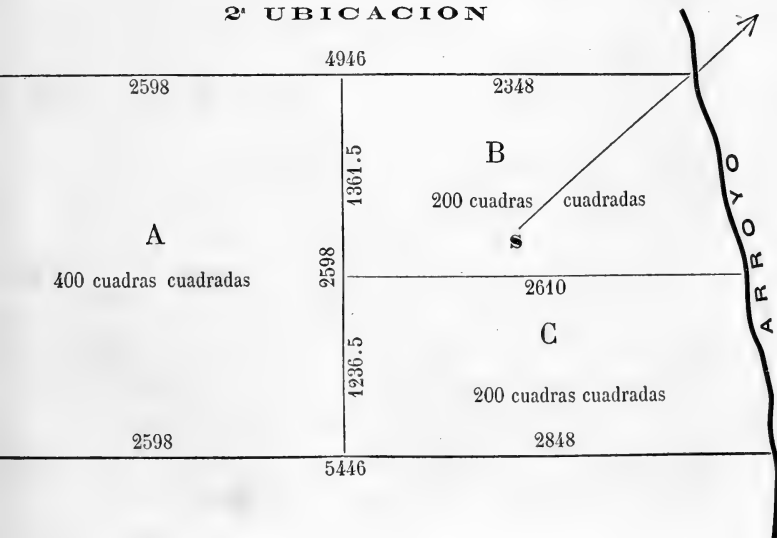 2ª UBICACION
4946
2598
2348
1361.5
B
200 cuadras cuadradas
S
A
400 cuadras cuadradas
2598
2610
ARROYO
C
1236.5
200 cuadras cuadradas
2598
2848
5446